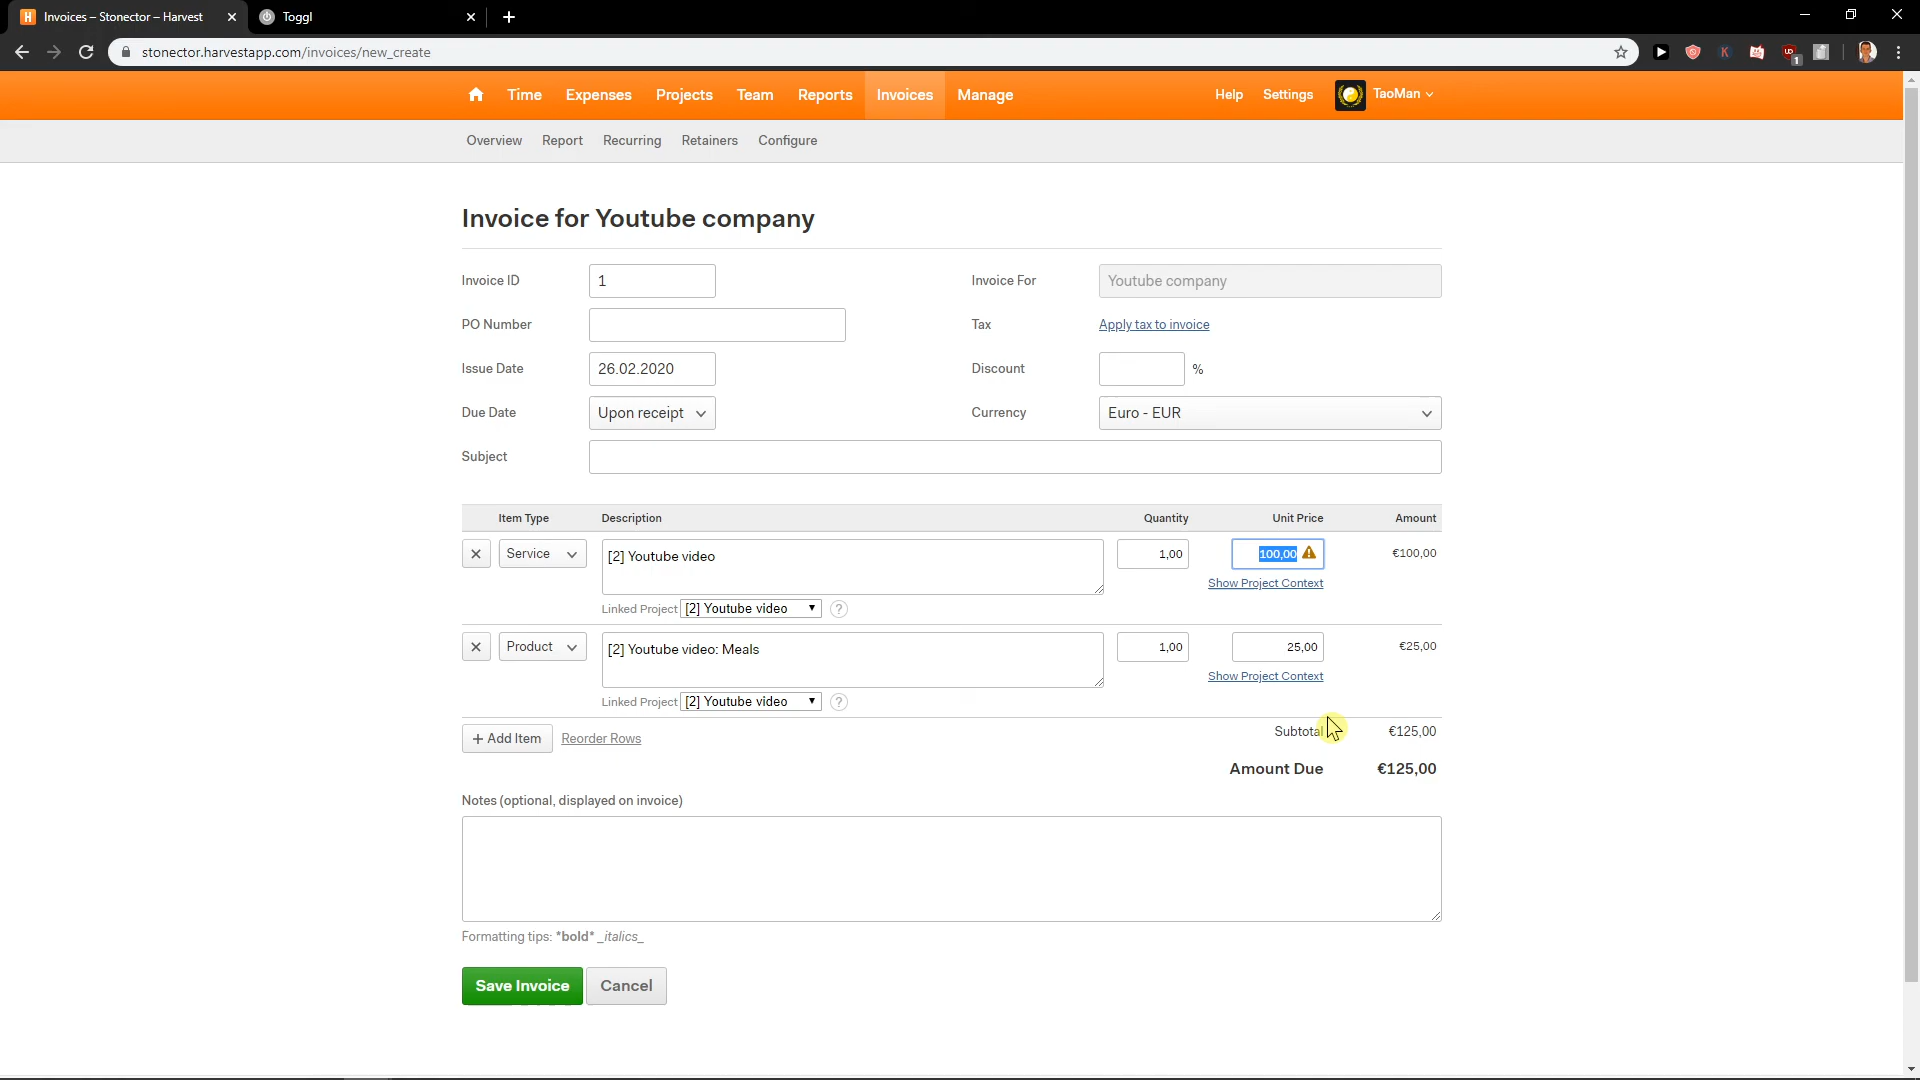 Invoices – Stonector – Harvest
Toggl
stonector.harvestapp.com/invoices/new_create
Time Expenses Projects Team Reports Invoices Manage Help Settings TaoMan
Overview Report Recurring Retainers Configure
Invoice for Youtube company
Invoice ID 1 Invoice For Youtube company
PO Number Tax Apply tax to invoice
Issue Date 26.02.2020 Discount %
Due Date Upon receipt Currency Euro - EUR
Subject
Item Type Description Quantity Unit Price Amount
× Service [2] Youtube video 1,00 100,00 €100,00
Show Project Context
Linked Project [2] Youtube video ?
× Product [2] Youtube video: Meals 1,00 25,00 €25,00
Show Project Context
Linked Project [2] Youtube video ?
+ Add Item Reorder Rows Subtotal €125,00
Amount Due €125,00
Notes (optional, displayed on invoice)
Formatting tips: *bold* _italics_
Save Invoice Cancel